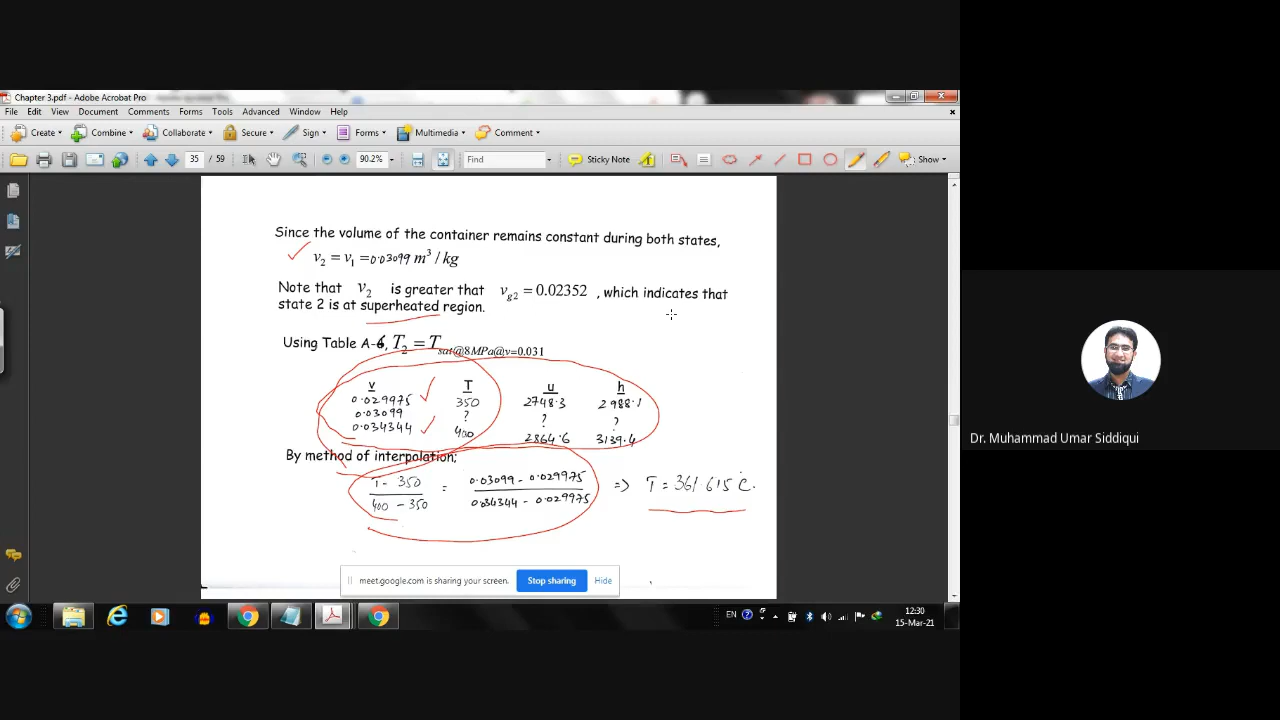 Chapter 3.pdf - Adobe Acrobat Pro
File Edit View Document Comments Forms Tools Advanced Window Help
Create Combine Collaborate Secure Sign Forms Multimedia Comment
35 / 59 90.2% Find Sticky Note Show
Since the volume of the container remains constant during both states,
v2 = v1 = 0.03099 m³/kg
Note that v2 is greater that vg2 = 0.02352 , which indicates that
state 2 is at superheated region.
Using Table A-6, T2 = Tsat@8MPa@v=0.031
v T u h
0.029975 350 2748.3 2988.1
0.03099 ? ? ?
0.034344 400 2864.6 3139.4
By method of interpolation;
T - 350 / 400 - 350 = 0.03099 - 0.029975 / 0.034344 - 0.029975 ⇒ T = 361.615°C.
meet.google.com is sharing your screen. Stop sharing Hide
Dr. Muhammad Umar Siddiqui
EN 12:30
15-Mar-21